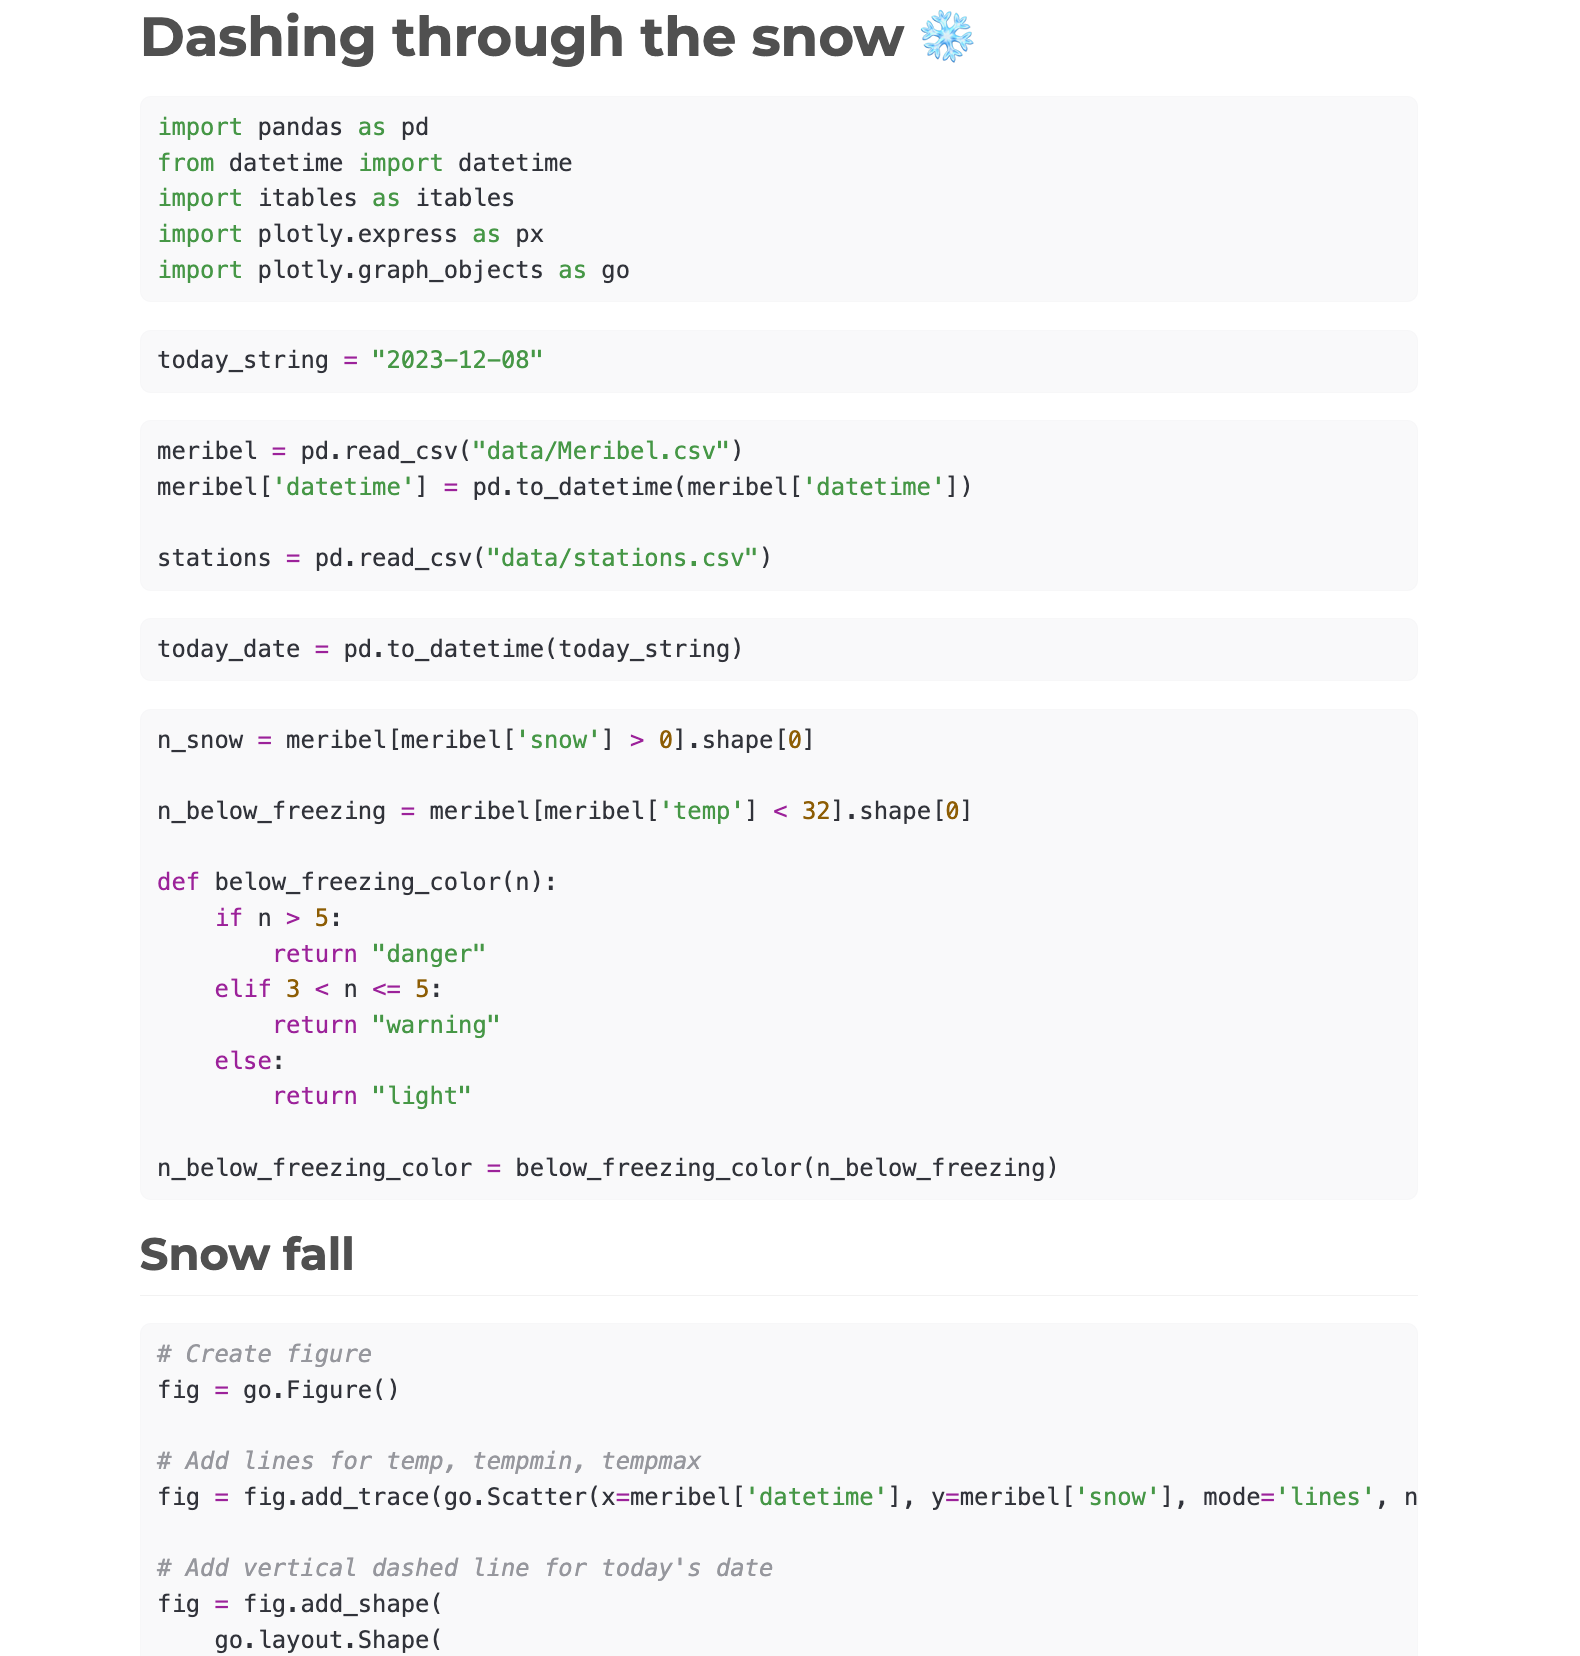 Dashing through the snow ❄️
import pandas as pd
from datetime import datetime
import itables as itables
import plotly.express as px
import plotly.graph_objects as go
today_string = "2023-12-08"
meribel = pd.read_csv("data/Meribel.csv")
meribel['datetime'] = pd.to_datetime(meribel['datetime'])
stations = pd.read_csv("data/stations.csv")
today_date = pd.to_datetime(today_string)
n_snow = meribel[meribel['snow'] > 0].shape[0]
n_below_freezing = meribel[meribel['temp'] < 32].shape[0]
def below_freezing_color(n):
    if n > 5:
        return "danger"
    elif 3 < n <= 5:
        return "warning"
    else:
        return "light"
n_below_freezing_color = below_freezing_color(n_below_freezing)
Snow fall
# Create figure
fig = go.Figure()
# Add lines for temp, tempmin, tempmax
fig = fig.add_trace(go.Scatter(x=meribel['datetime'], y=meribel['snow'], mode='lines', n
# Add vertical dashed line for today's date
fig = fig.add_shape(
    go.layout.Shape(